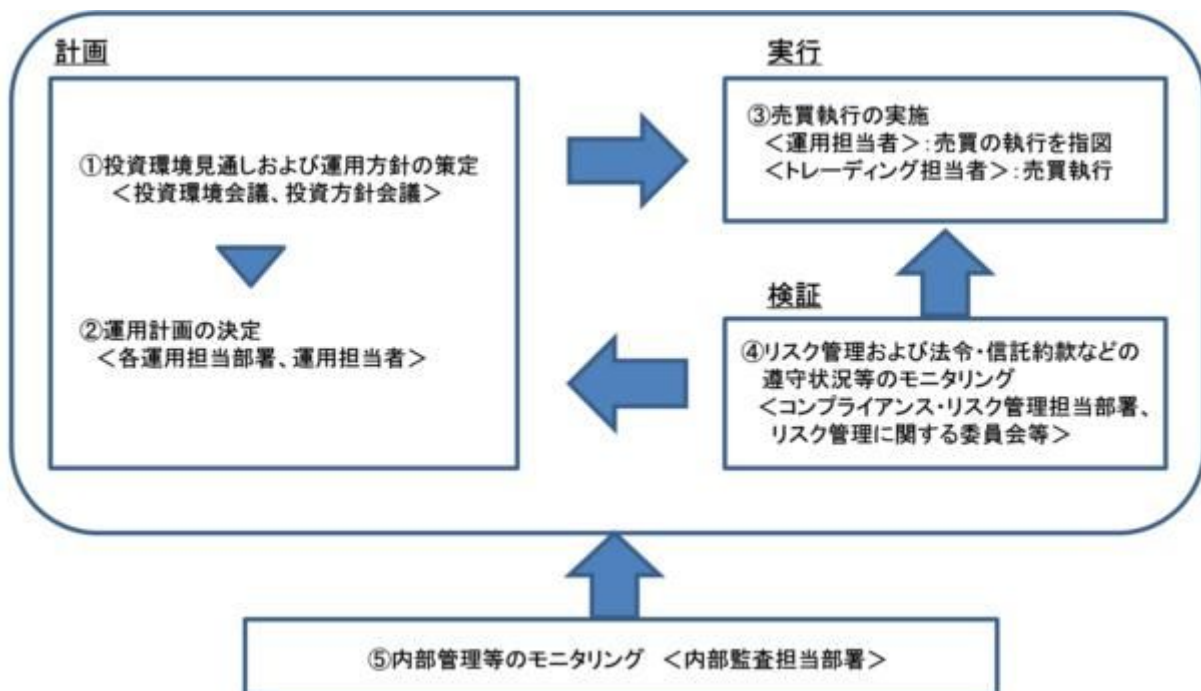 計画
①投資環境見通しおよび運用方針の策定
＜投資環境会議、投資方針会議＞
②運用計画の決定
＜各運用担当部署、運用担当者＞
実行
③売買執行の実施
＜運用担当者＞：売買の執行を指図
＜トレーディング担当者＞：売買執行
検証
④リスク管理および法令・信託約款などの
遵守状況等のモニタリング
＜コンプライアンス・リスク管理担当部署、
リスク管理に関する委員会等＞
⑤内部管理等のモニタリング　＜内部監査担当部署＞